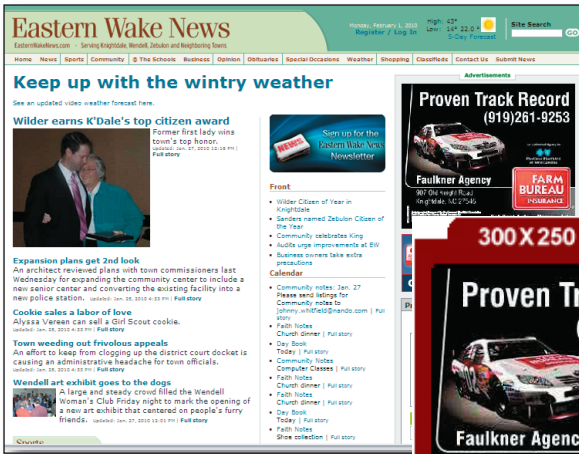 Eastern Wake News
EasternWakeNews.com - Serving Knightdale, Wendell, Zebulon and Neighboring Towns
Monday, February 1, 2010
Register / Log In
High: 43°
Low: 14° 22.0 °
5-Day Forecast
Site Search
GO
Home News Sports Community @ The Schools Business Opinion Obituaries Special Occasions Weather Shopping Classifieds Contact Us Submit News
Keep up with the wintry weather
See an updated video weather forecast here.
Wilder earns K'Dale's top citizen award
Former first lady wins
town's top honor.
Updated: Jan. 27, 2010 12:18 PM |
Full story
Expansion plans get 2nd look
An architect reviewed plans with town commissioners last
Wednesday for expanding the community center to include a
new senior center and converting the existing facility into a
new police station. Updated: Jan. 28, 2010 4:33 PM | Full story
Cookie sales a labor of love
Alyssa Vereen can sell a Girl Scout cookie.
Updated: Jan. 28, 2010 4:33 PM | Full story
Town weeding out frivolous appeals
An effort to keep from clogging up the district court docket is
causing an administrative headache for town officials.
Updated: Jan. 28, 2010 4:33 PM | Full story
Wendell art exhibit goes to the dogs
A large and steady crowd filled the Wendell
Woman's Club Friday night to mark the opening of
a new art exhibit that centered on people's furry
friends. Updated: Jan. 27, 2010 12:01 PM | Full story
Sports
NEWS
Sign up for the
Eastern Wake News
Newsletter
Front
Wilder Citizen of Year in
Knightdale
Sanders named Zebulon Citizen of
the Year
Community celebrates King
Audits urge improvements at EW
Business owners take extra
precautions
Calendar
Community notes: Jan. 27
Please send listings for
Community notes to
johnny.whitfield@nando.com | Full
story
Faith Notes
Church dinner | Full story
Day Book
Today | Full story
Community Notes
Computer Classes | Full story
Faith Notes
Church dinner | Full story
Faith Notes
Church dinner | Full story
Day Book
Today | Full story
Faith Notes
Shoe collection | Full story
Advertisements
Proven Track Record
(919)261-9253
Faulkner Agency
907 Old Knight Road
Knightdale, NC 27545
FARM
BUREAU
INSURANCE
300 X 250
Proven Tr
Faulkner Agenc